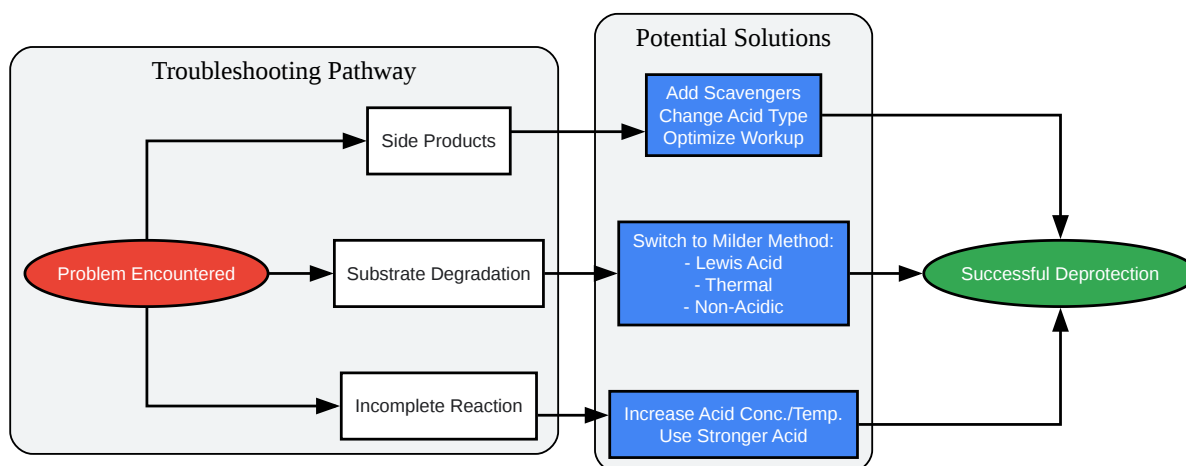 Troubleshooting Pathway
Potential Solutions
Problem Encountered
Side Products
Substrate Degradation
Incomplete Reaction
Add Scavengers
Change Acid Type
Optimize Workup
Switch to Milder Method:
- Lewis Acid
- Thermal
- Non-Acidic
Increase Acid Conc./Temp.
Use Stronger Acid
Successful Deprotection